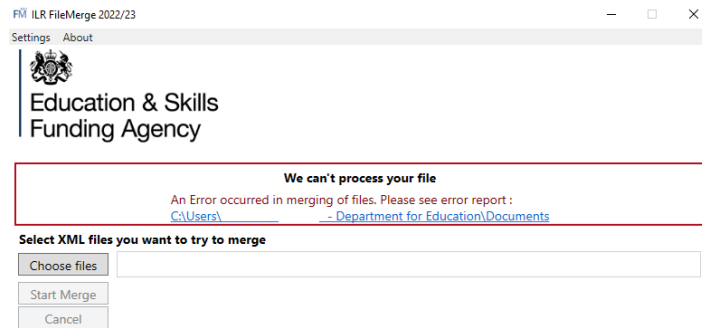 FM ILR FileMerge 2022/23
Settings About
Education & Skills
Funding Agency
We can't process your file
An Error occurred in merging of files. Please see error report :
C:\Users\ - Department for Education\Documents
Select XML files you want to try to merge
Choose files
Start Merge
Cancel